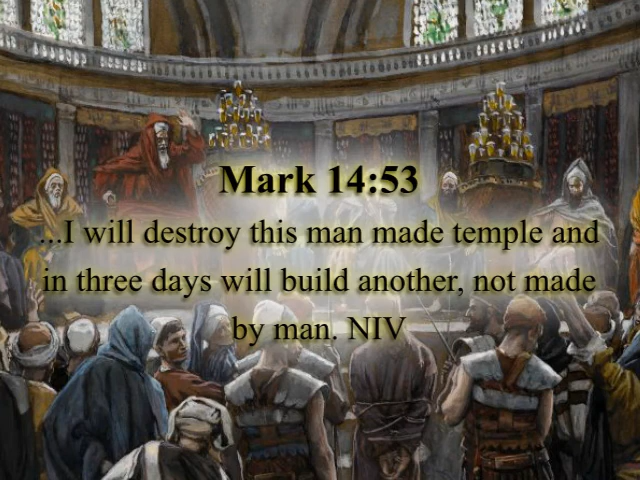 Mark 14:53
...I will destroy this man made temple and
in three days will build another, not made
by man. NIV